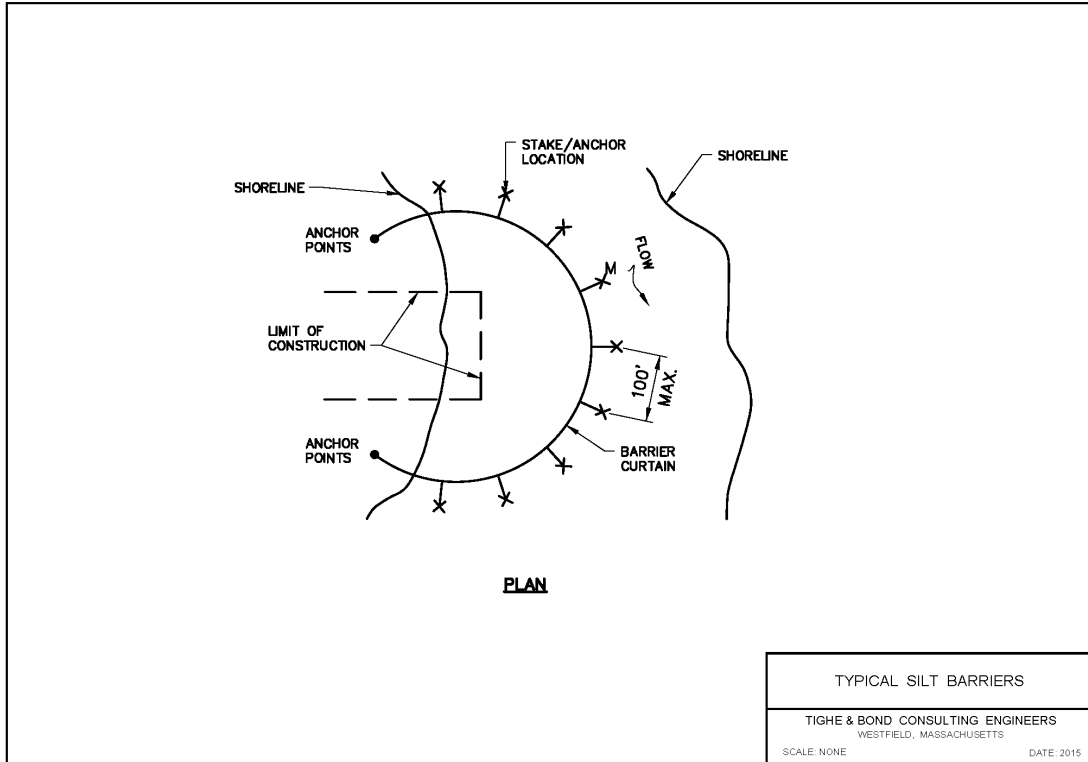 STAKE/ANCHOR
LOCATION
SHORELINE
SHORELINE
ANCHOR
POINTS
FLOW
M
LIMIT OF
CONSTRUCTION
100'
MAX.
ANCHOR
POINTS
BARRIER
CURTAIN
PLAN
TYPICAL SILT BARRIERS
TIGHE & BOND CONSULTING ENGINEERS
WESTFIELD, MASSACHUSETTS
SCALE: NONE
DATE: 2015